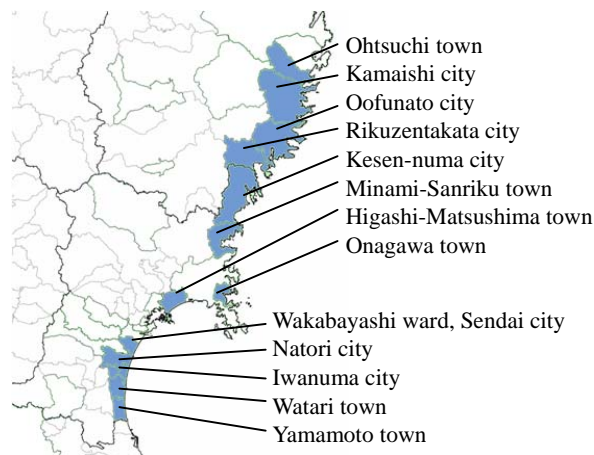 Ohtsuchi town
Kamaishi city
Oofunato city
Rikuzentakata city
Kesen-numa city
Minami-Sanriku town
Higashi-Matsushima town
Onagawa town
Wakabayashi ward, Sendai city
Natori city
Iwanuma city
Watari town
Yamamoto town